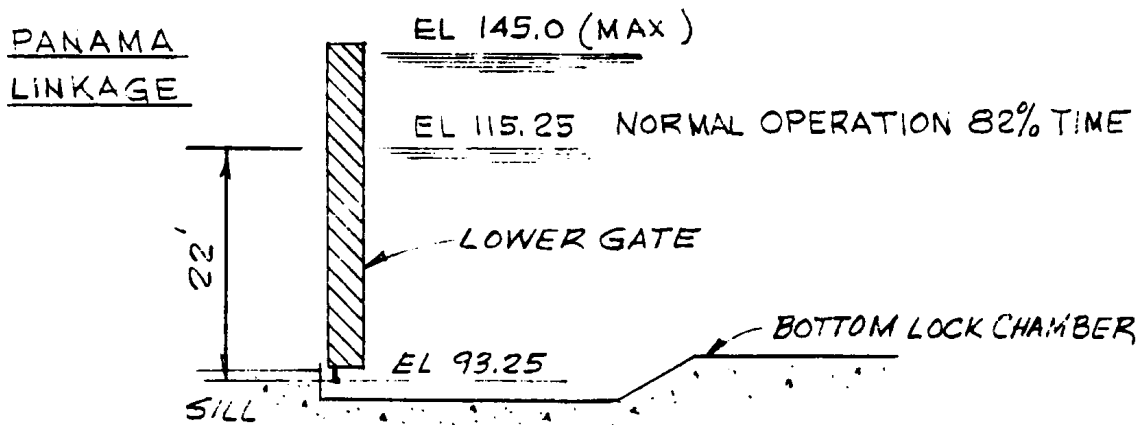 PANAMA
LINKAGE
EL 145.0 (MAX)
EL 115.25 NORMAL OPERATION 82% TIME
22'
LOWER GATE
BOTTOM LOCK CHAMBER
EL 93.25
SILL